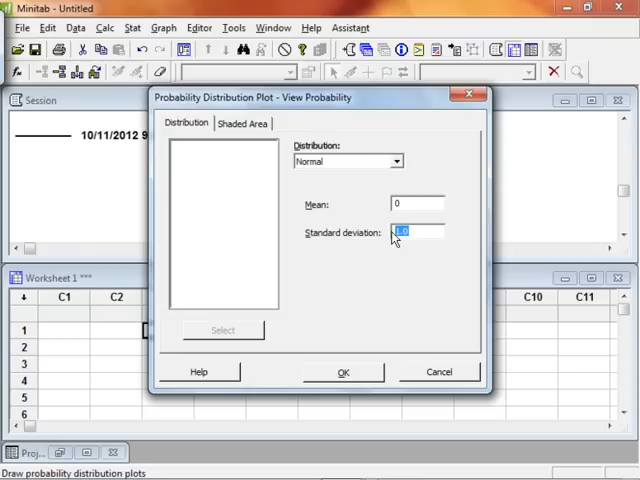 Minitab - Untitled
File Edit Data Calc Stat Graph Editor Tools Window Help Assistant
Session
10/11/2012 9
Probability Distribution Plot - View Probability
Distribution Shaded Area
Distribution:
Normal
Mean: 0
Standard deviation: 1.0
Select
Help OK Cancel
Worksheet 1 ***
C1 C2 C10 C11
1
2
3
4
5
6
Proj...
Draw probability distribution plots